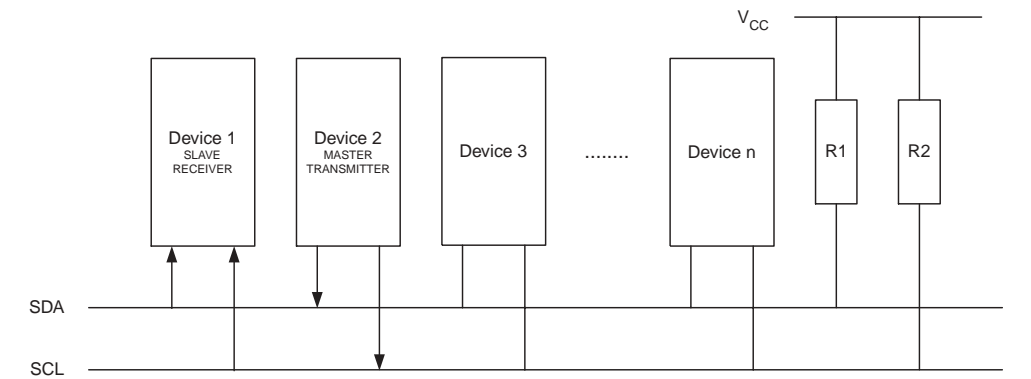 VCC
Device 1
SLAVE
RECEIVER
Device 2
MASTER
TRANSMITTER
Device 3
........
Device n
R1
R2
SDA
SCL